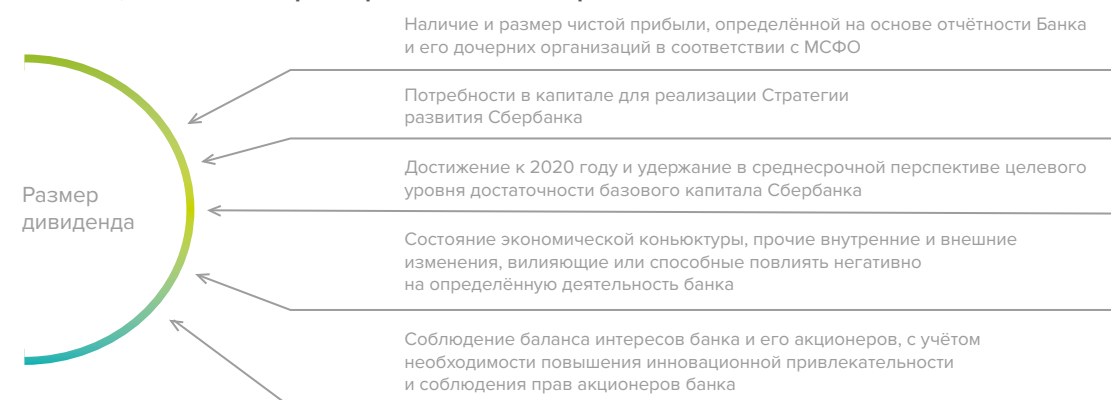 Наличие и размер чистой прибыли, определённой на основе отчётности Банка
и его дочерних организаций в соответствии с МСФО
Потребности в капитале для реализации Стратегии
развития Сбербанка
Достижение к 2020 году и удержание в среднесрочной перспективе целевого
уровня достаточности базового капитала Сбербанка
Размер
дивиденда
Состояние экономической коньюктуры, прочие внутренние и внешние
изменения, вилияющие или способные повлиять негативно
на определённую деятельность банка
Соблюдение баланса интересов банка и его акционеров, с учётом
необходимости повышения инновационной привлекательности
и соблюдения прав акционеров банка